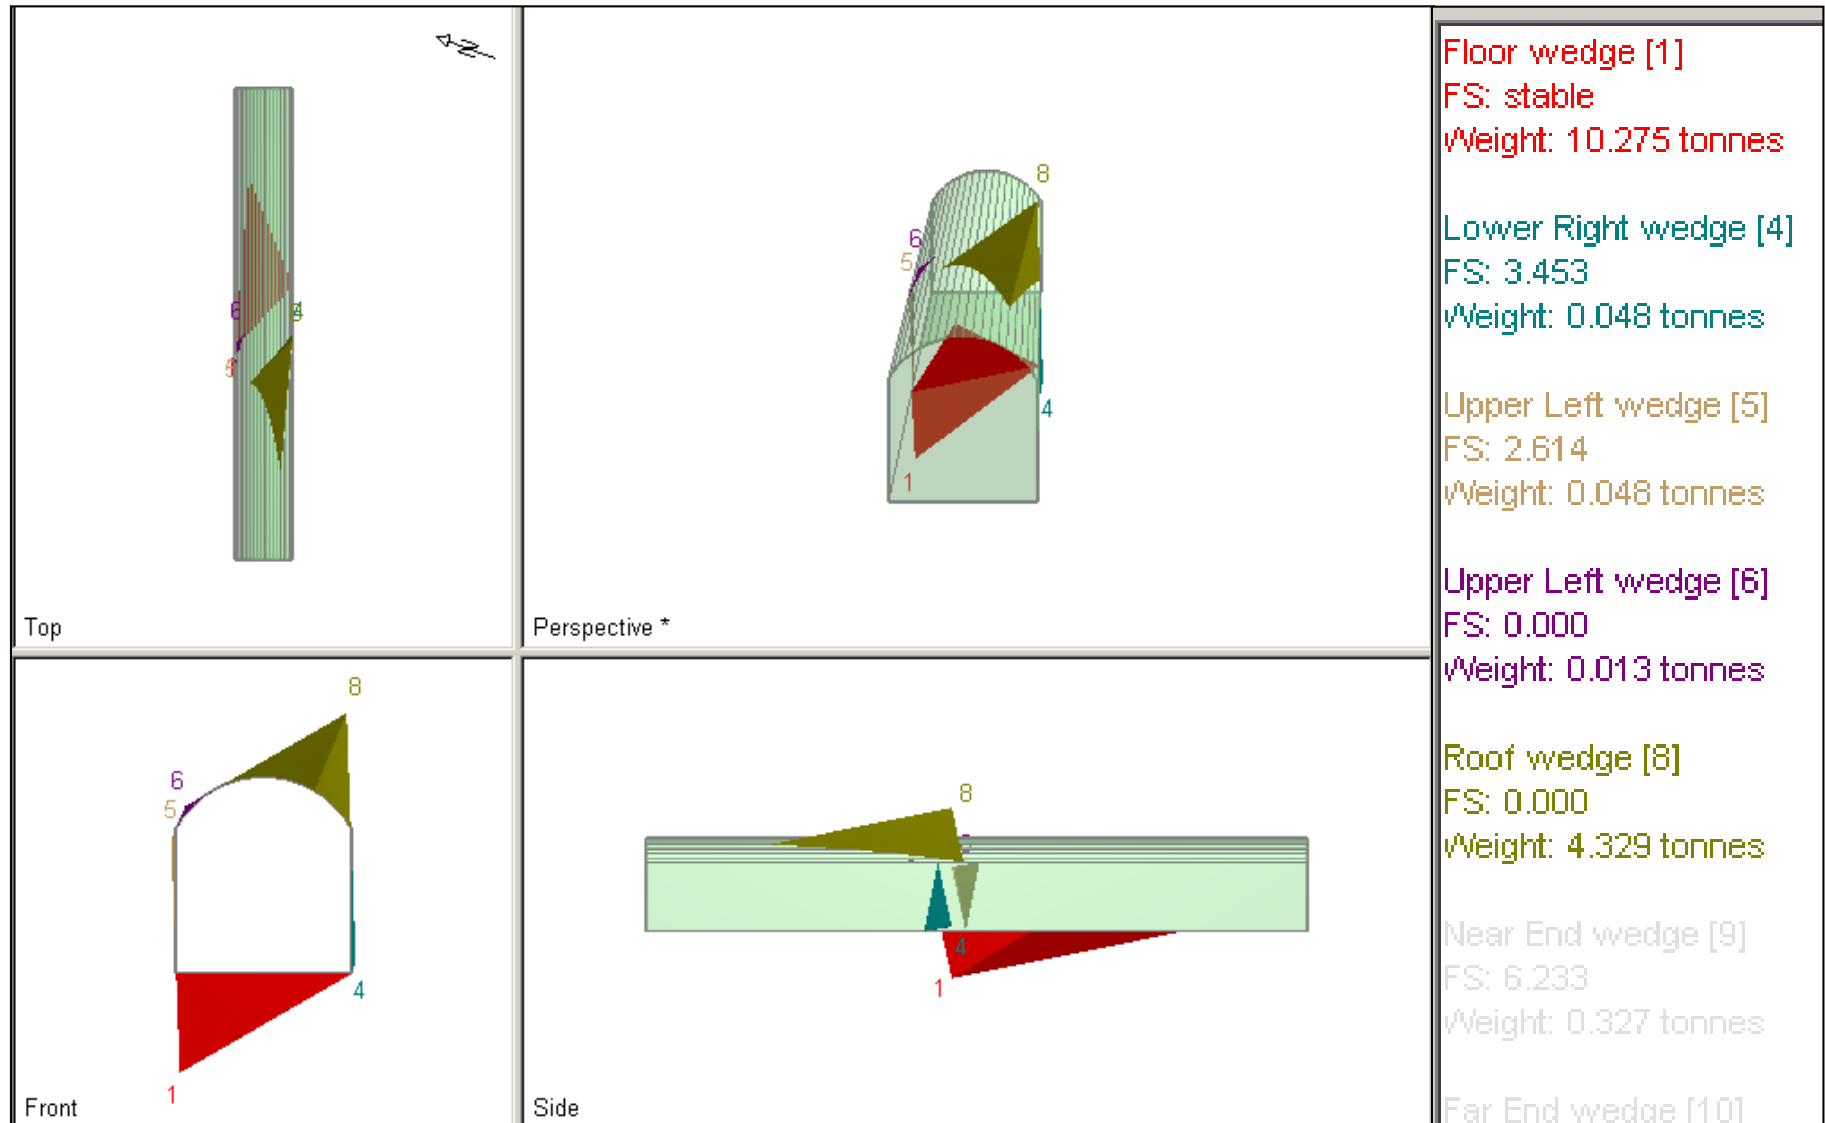 N
8
6
5
6
84
5
1
4
Top
Perspective *
8
6
5
1
4
Front
8
4
1
Side
Floor wedge [1]
FS: stable
Weight: 10.275 tonnes
Lower Right wedge [4]
FS: 3.453
Weight: 0.048 tonnes
Upper Left wedge [5]
FS: 2.614
Weight: 0.048 tonnes
Upper Left wedge [6]
FS: 0.000
Weight: 0.013 tonnes
Roof wedge [8]
FS: 0.000
Weight: 4.329 tonnes
Near End wedge [9]
FS: 6.233
Weight: 0.327 tonnes
Far End wedge [10]